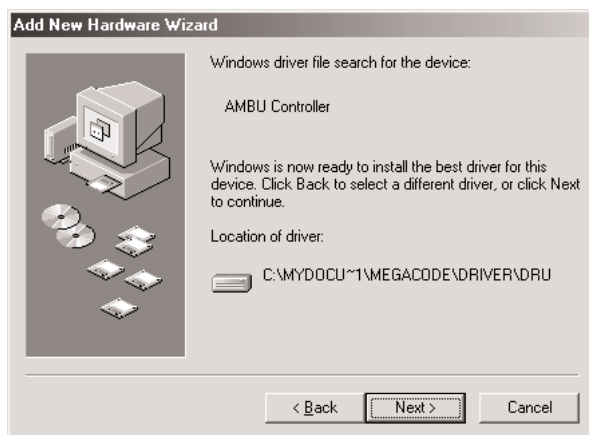 Add New Hardware Wizard
Windows driver file search for the device:
AMBU Controller
Windows is now ready to install the best driver for this
device. Click Back to select a different driver, or click Next
to continue.
Location of driver:
C:\MYDOCU~1\MEGACODE\DRIVER\DRU
< Back
Next >
Cancel